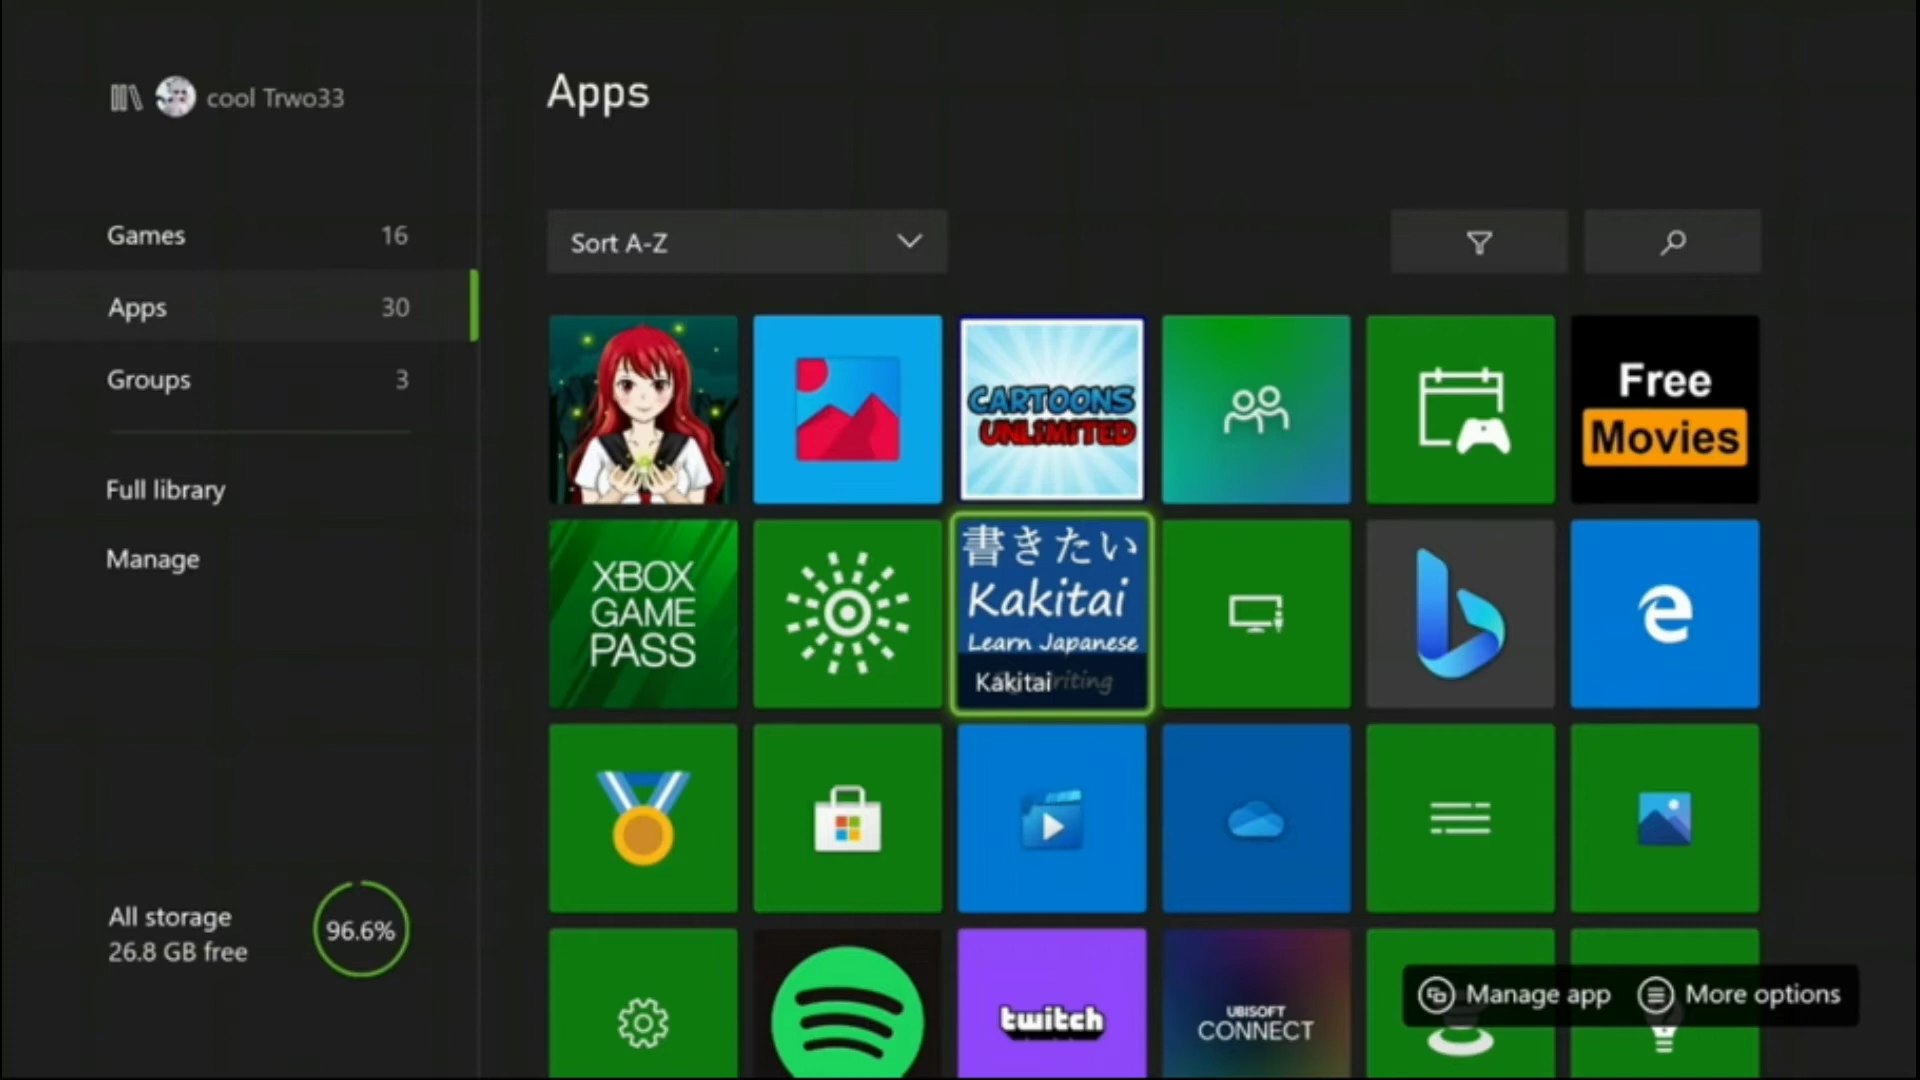 cool Trwo33
Games 16
Apps 30
Groups 3
Full library
Manage
All storage
26.8 GB free
96.6%
Apps
Sort A-Z
CARTOONS
UNLIMITED
Free
Movies
XBOX
GAME
PASS
書きたい
Kakitai
Learn Japanese
Kakitai
twitch
UBISOFT
CONNECT
Manage app
More options